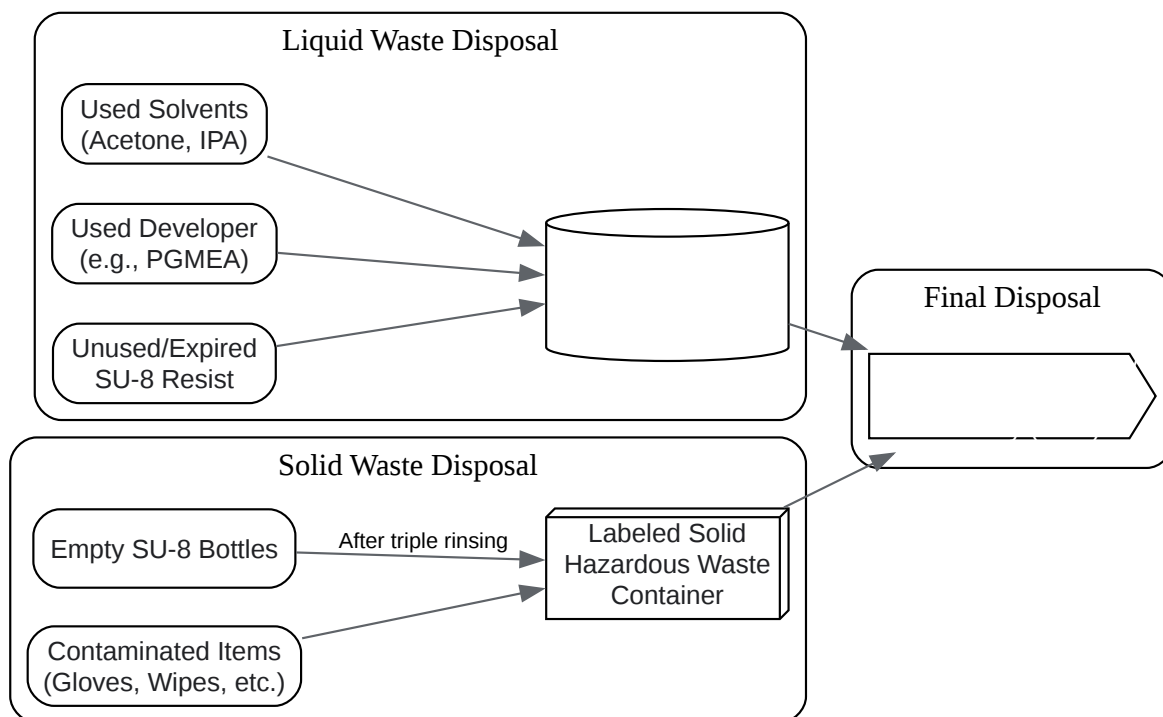 Liquid Waste Disposal
Used Solvents
(Acetone, IPA)
Used Developer
(e.g., PGMEA)
Unused/Expired
SU-8 Resist
Final Disposal
Solid Waste Disposal
Empty SU-8 Bottles
After triple rinsing
Labeled Solid
Hazardous Waste
Container
Contaminated Items
(Gloves, Wipes, etc.)